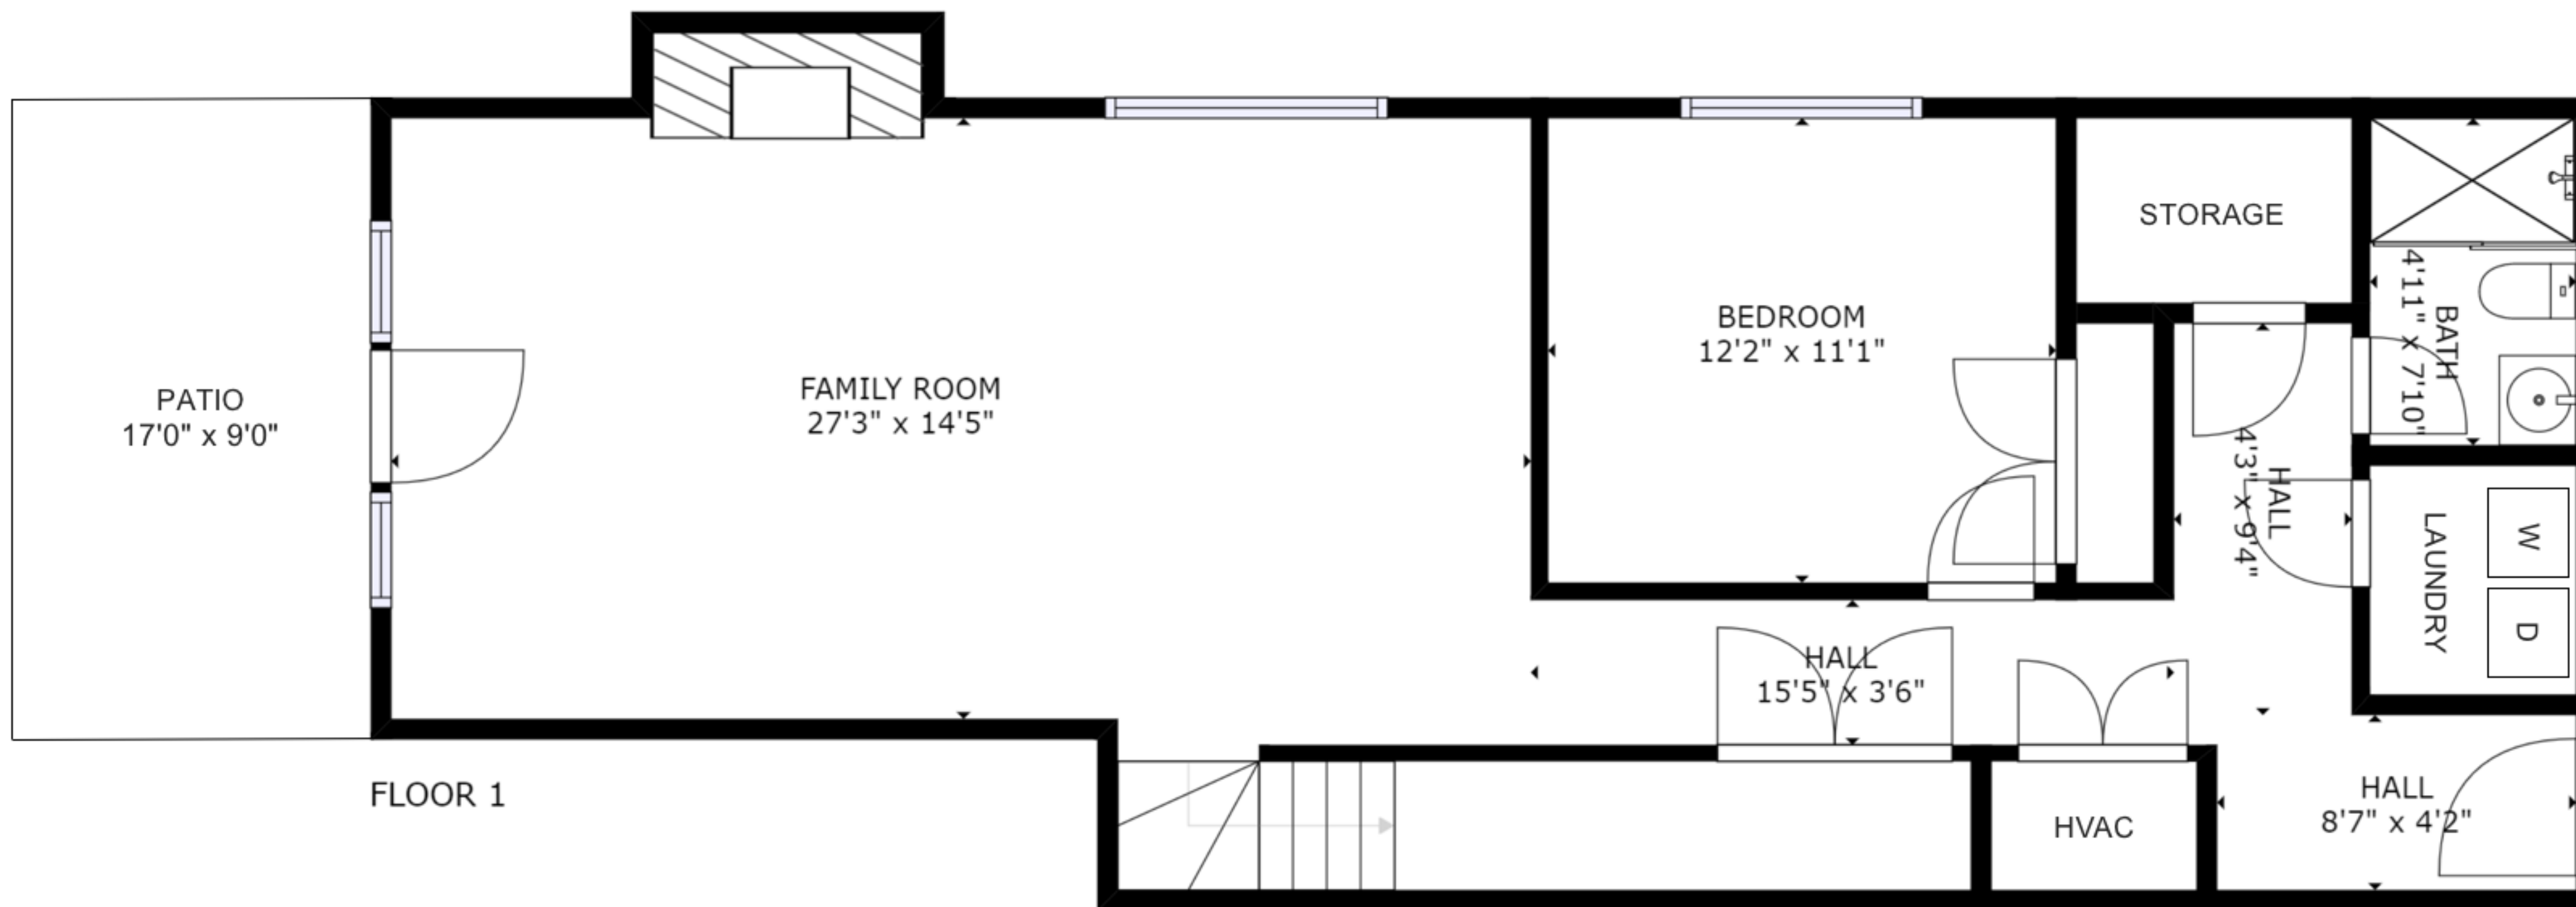 PATIO
17'0" x 9'0"
FAMILY ROOM
27'3" x 14'5"
BEDROOM
12'2" x 11'1"
STORAGE
BATH
4'11" x 7'10"
HALL
4'3" x 9'4"
LAUNDRY
W
D
HALL
15'5" x 3'6"
HVAC
HALL
8'7" x 4'2"
FLOOR 1